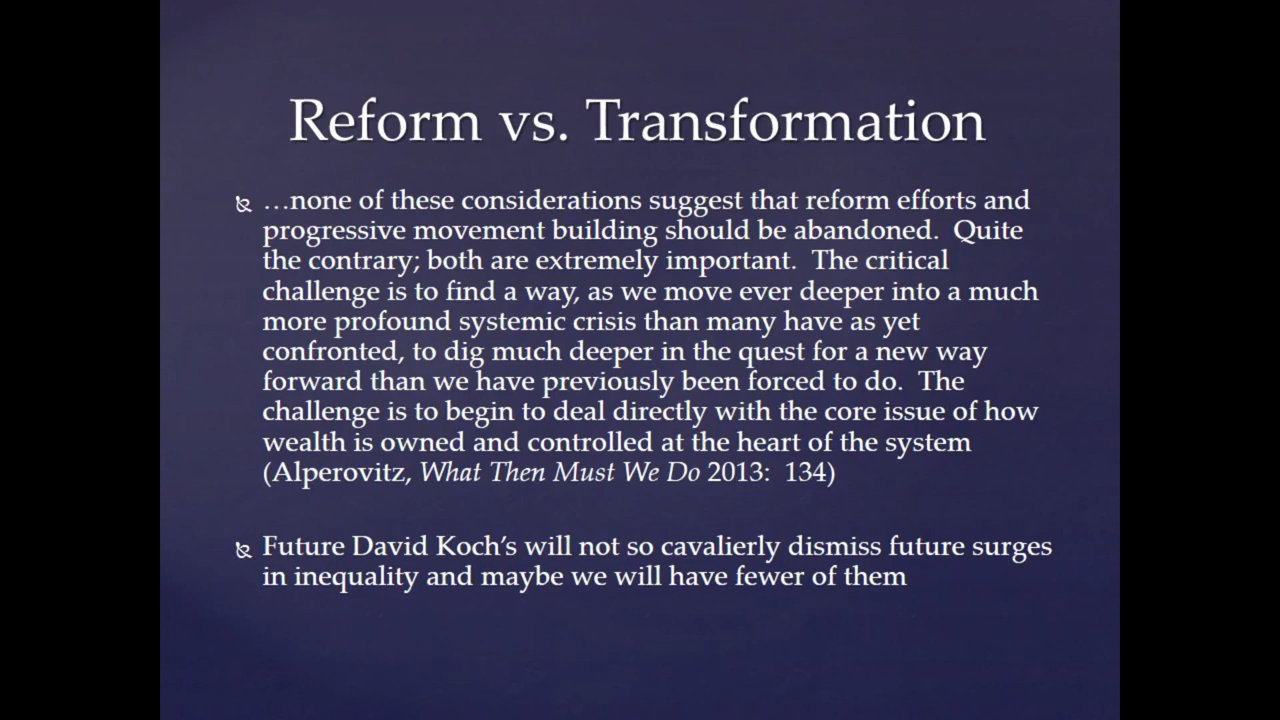 Reform vs. Transformation
…none of these considerations suggest that reform efforts and
progressive movement building should be abandoned.  Quite
the contrary; both are extremely important.  The critical
challenge is to find a way, as we move ever deeper into a much
more profound systemic crisis than many have as yet
confronted, to dig much deeper in the quest for a new way
forward than we have previously been forced to do.  The
challenge is to begin to deal directly with the core issue of how
wealth is owned and controlled at the heart of the system
(Alperovitz, What Then Must We Do 2013:  134)
Future David Koch’s will not so cavalierly dismiss future surges
in inequality and maybe we will have fewer of them